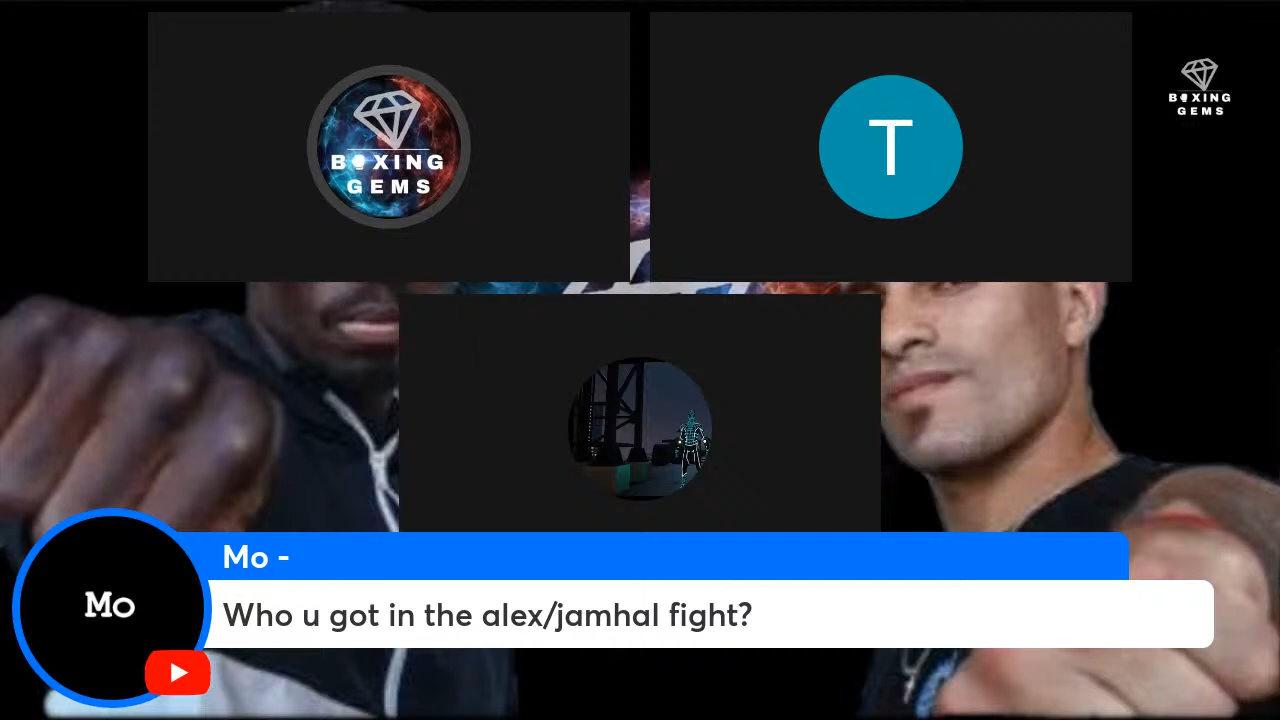 BOXING
GEMS
T
BOXING
GEMS
Mo -
Mo
Who u got in the alex/jamhal fight?